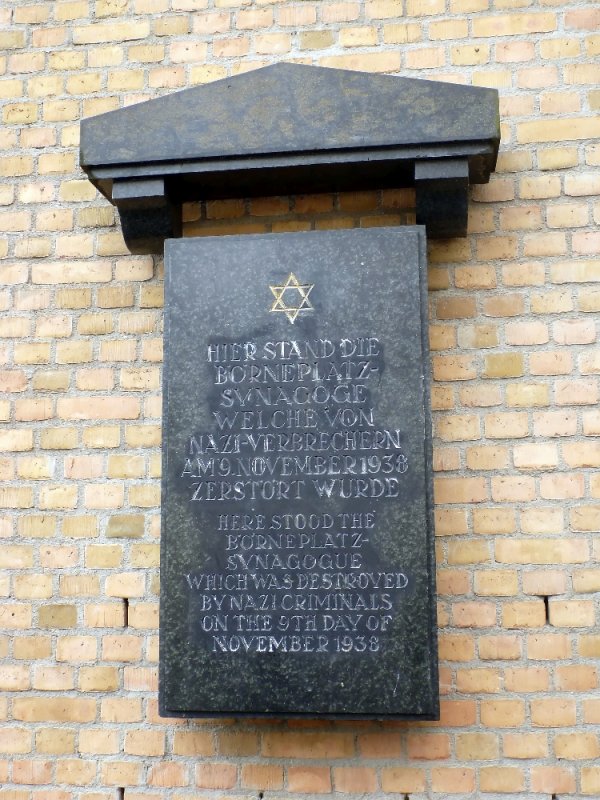 HIER STAND DIE
BÖRNEPLATZ-
SYNAGOGE
WELCHE VON
NAZI-VERBRECHERN
AM 9. NOVEMBER 1938
ZERSTÖRT WURDE
HERE STOOD THE
BÖRNEPLATZ-
SYNAGOGUE
WHICH WAS DESTROYED
BY NAZI CRIMINALS
ON THE 9TH DAY OF
NOVEMBER 1938